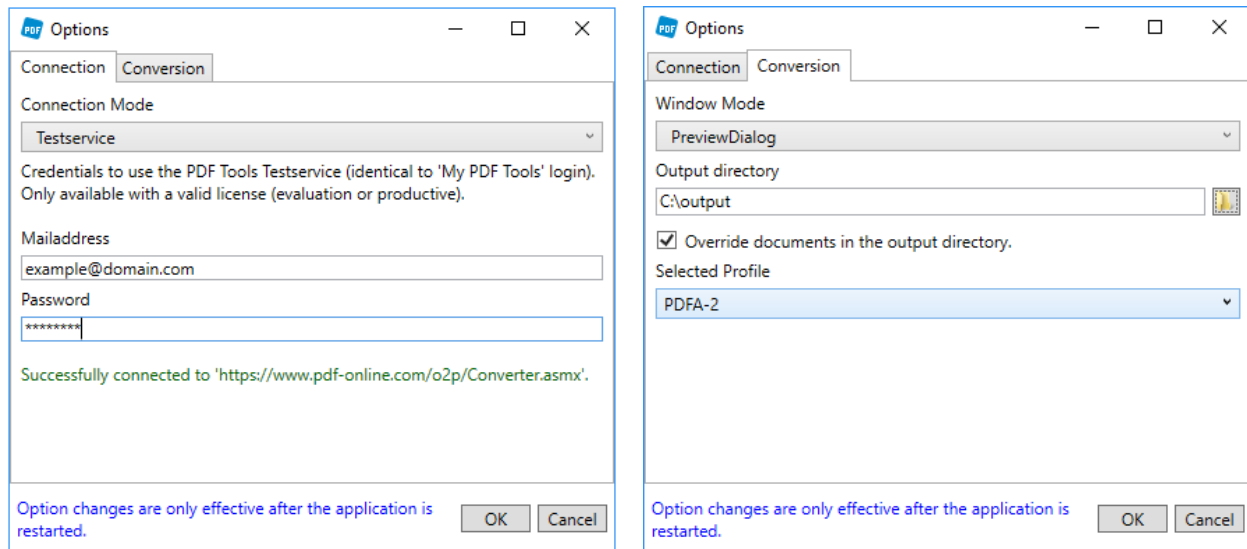 PDF Options
Connection Conversion
Connection Mode
Testservice
Credentials to use the PDF Tools Testservice (identical to 'My PDF Tools' login).
Only available with a valid license (evaluation or productive).
Mailaddress
example@domain.com
Password
********
Successfully connected to 'https://www.pdf-online.com/o2p/Converter.asmx'.
Option changes are only effective after the application is
restarted.
OK Cancel
PDF Options
Connection Conversion
Window Mode
PreviewDialog
Output directory
C:\output
Override documents in the output directory.
Selected Profile
PDFA-2
Option changes are only effective after the application is
restarted.
OK Cancel